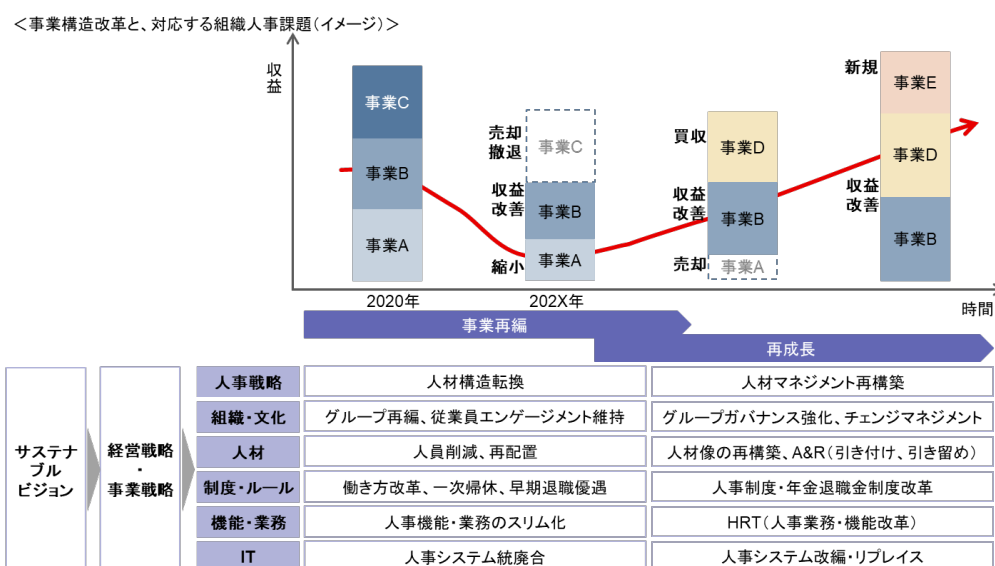 ＜事業構造改革と、対応する組織人事課題（イメージ）＞
収
益
事業C
事業B
事業A
売却
撤退
事業C
収益
改善
事業B
縮小
事業A
買収
事業D
収益
改善
事業B
売却
事業A
新規
事業E
事業D
収益
改善
事業B
2020年
202X年
時間
事業再編
再成長
サステナ
ブル
ビジョン
経営戦略
・
事業戦略
人事戦略
人材構造転換
人材マネジメント再構築
組織・文化
グループ再編、従業員エンゲージメント維持
グループガバナンス強化、チェンジマネジメント
人材
人員削減、再配置
人材像の再構築、A&R（引き付け、引き留め）
制度・ルール
働き方改革、一次帰休、早期退職優遇
人事制度・年金退職金制度改革
機能・業務
人事機能・業務のスリム化
HRT（人事業務・機能改革）
IT
人事システム統廃合
人事システム改編・リプレイス